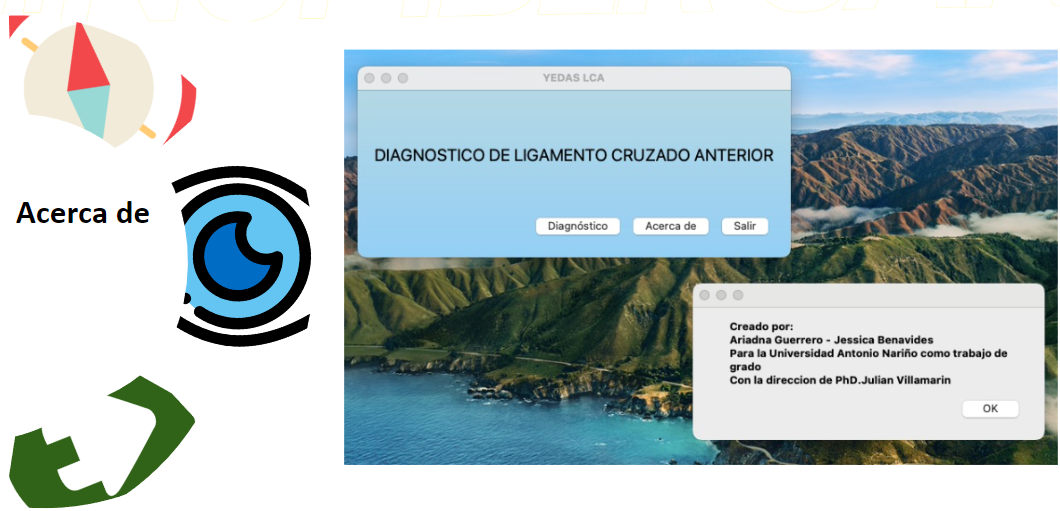 Acerca de
YEDAS LCA
DIAGNOSTICO DE LIGAMENTO CRUZADO ANTERIOR
Diagnóstico
Acerca de
Salir
Creado por:
Ariadna Guerrero - Jessica Benavides
Para la Universidad Antonio Nariño como trabajo de
grado
Con la direccion de PhD.Julian Villamarin
OK